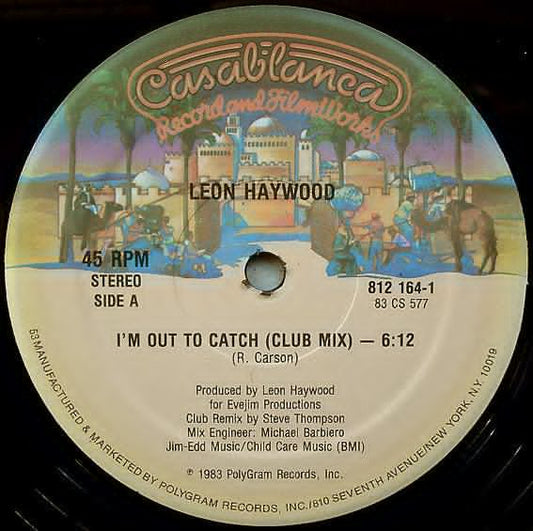 Casablanca
Record and FilmWorks
LEON HAYWOOD
45 RPM
STEREO
SIDE A
812 164-1
83 CS 577
I'M OUT TO CATCH (CLUB MIX) — 6:12
(R. Carson)
Produced by Leon Haywood
for Evejim Productions
Club Remix by Steve Thompson
Mix Engineer: Michael Barbiero
Jim-Edd Music/Child Care Music (BMI)
℗ 1983 PolyGram Records, Inc.
53 MANUFACTURED & MARKETED BY POLYGRAM RECORDS, INC./810 SEVENTH AVENUE/NEW YORK, N.Y. 10019